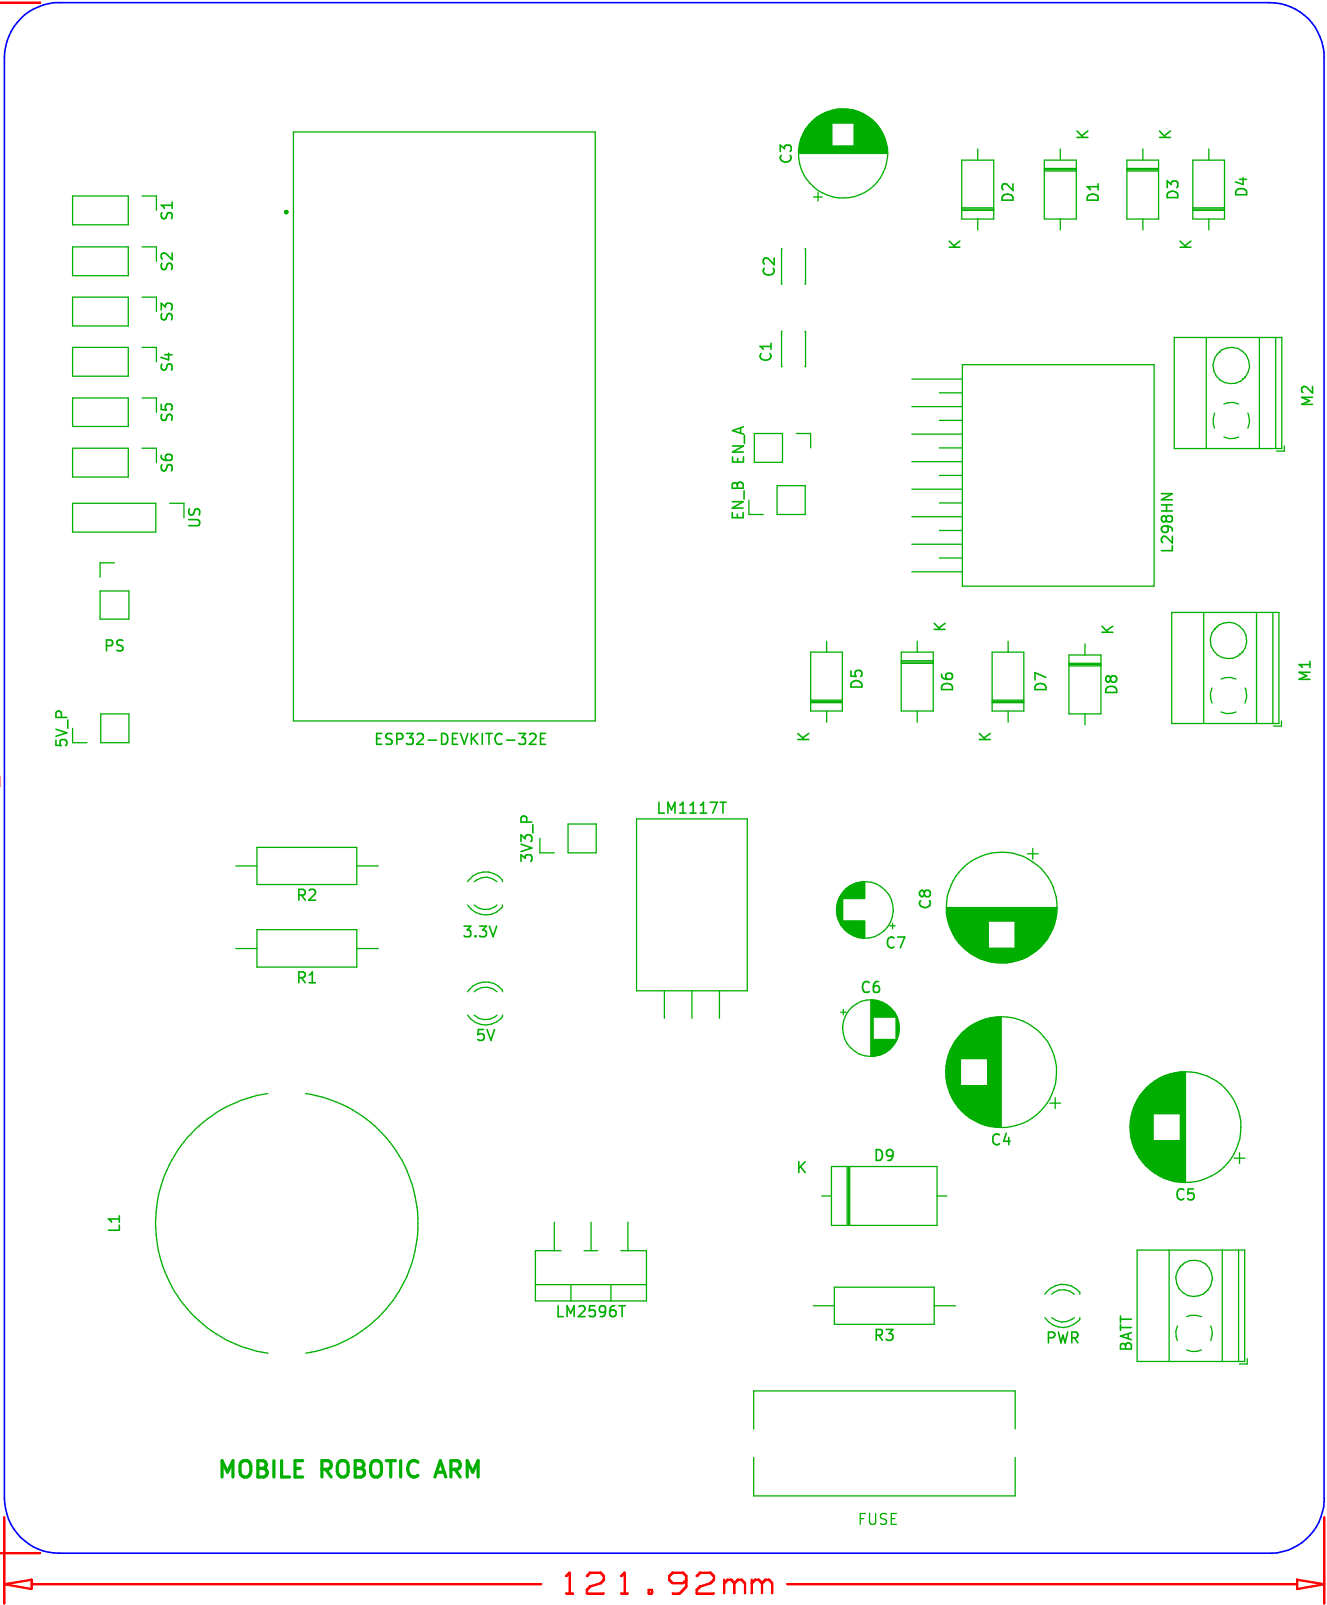 C3
K
K
D2
D1
D3
D4
S1
K
K
S2
C2
S3
C1
S4
M2
S5
EN_A
S6
EN_B
US
L298HN
PS
K
K
D5
D6
D7
D8
M1
5V_P
ESP32-DEVKITC-32E
K
K
LM1117T
3V3_P
R2
C8
3.3V
C7
R1
C6
5V
C4
D9
K
C5
L1
LM2596T
R3
PWR
BATT
MOBILE ROBOTIC ARM
FUSE
121.92mm